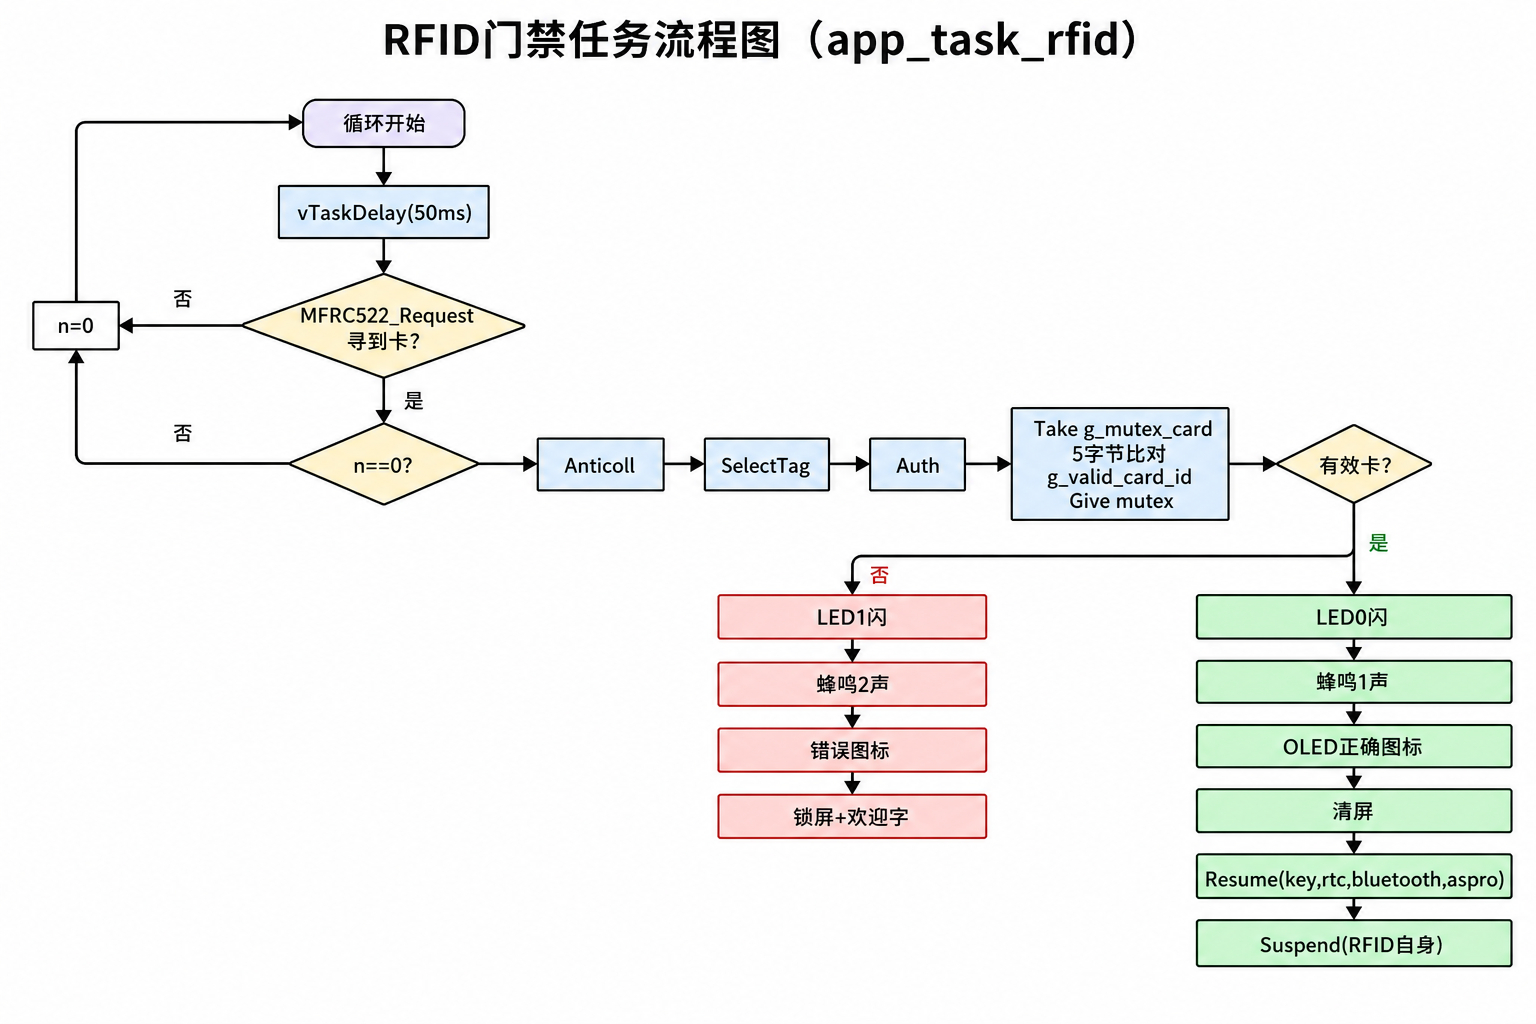 RFID门禁任务流程图（app_task_rfid）
循环开始
vTaskDelay(50ms)
MFRC522_Request
寻到卡？
否
n=0
是
否
n==0？
Anticoll
SelectTag
Auth
Take g_mutex_card
5字节比对
g_valid_card_id
Give mutex
有效卡？
是
否
LED1闪
蜂鸣2声
错误图标
锁屏+欢迎字
LED0闪
蜂鸣1声
OLED正确图标
清屏
Resume(key,rtc,bluetooth,aspro)
Suspend(RFID自身)